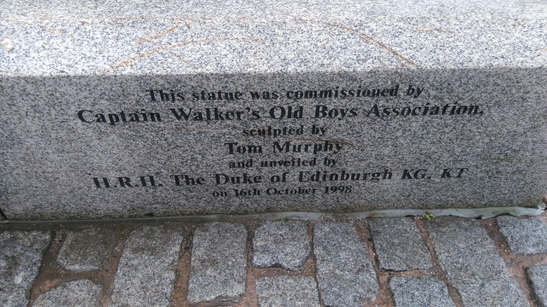 This statue was commissioned by
Captain Walker's Old Boys Association,
sculpted by
Tom Murphy
and unveiled by
H.R.H. The Duke of Edinburgh KG, KT
on 16th October 1998